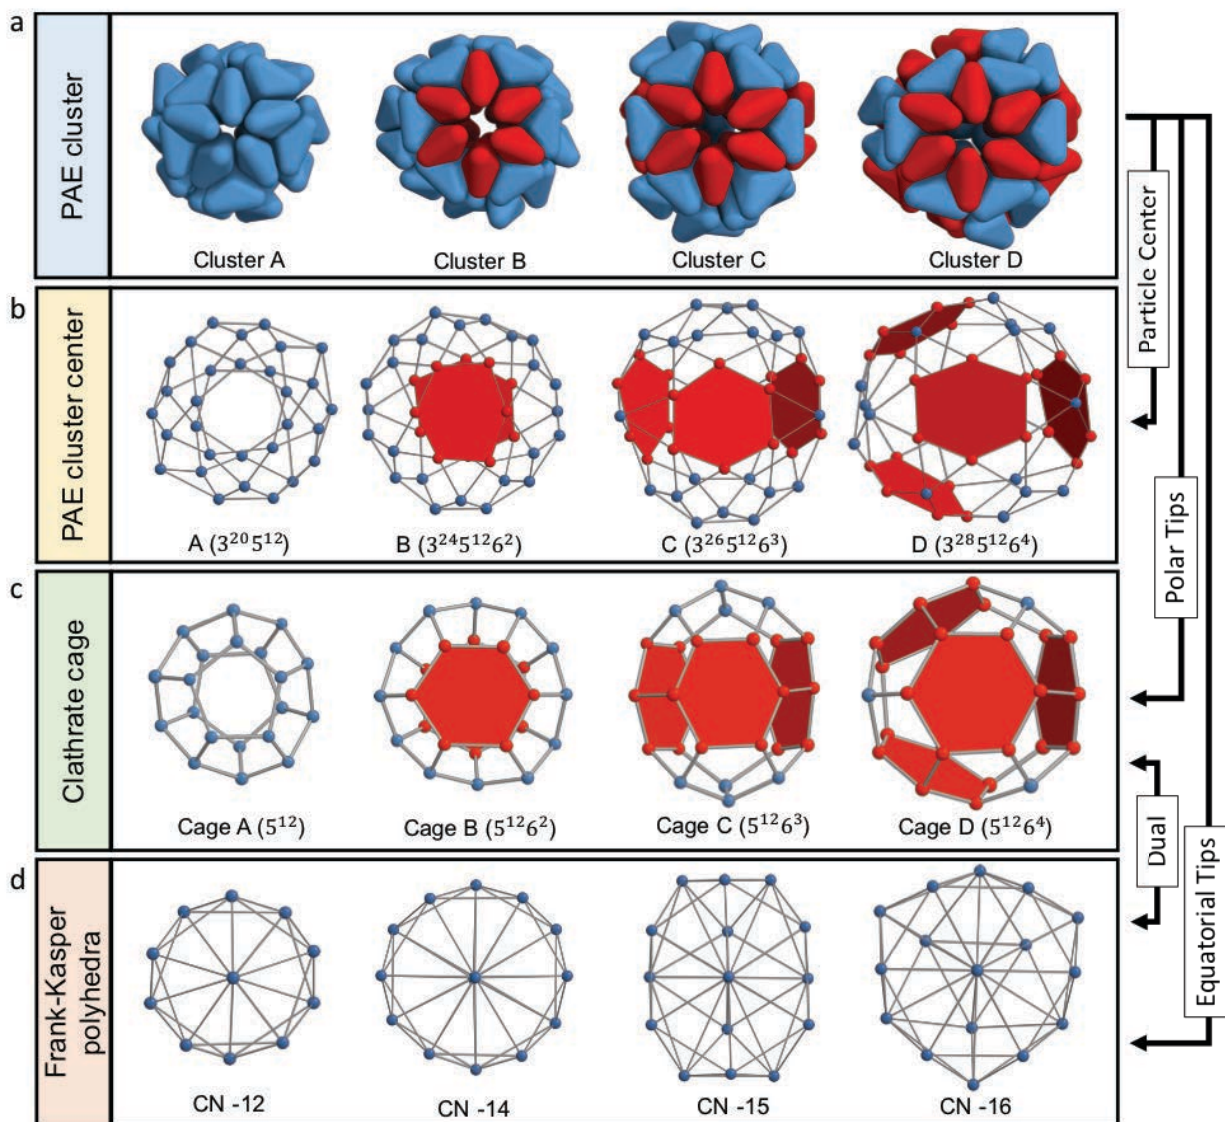 a
PAE cluster
Cluster A
Cluster B
Cluster C
Cluster D
b
PAE cluster center
A (3²⁰5¹²)
B (3²⁴5¹²6²)
C (3²⁶5¹²6³)
D (3²⁸5¹²6⁴)
c
Clathrate cage
Cage A (5¹²)
Cage B (5¹²6²)
Cage C (5¹²6³)
Cage D (5¹²6⁴)
d
Frank-Kasper
polyhedra
CN -12
CN -14
CN -15
CN -16
Particle Center
Polar Tips
Dual
Equatorial Tips